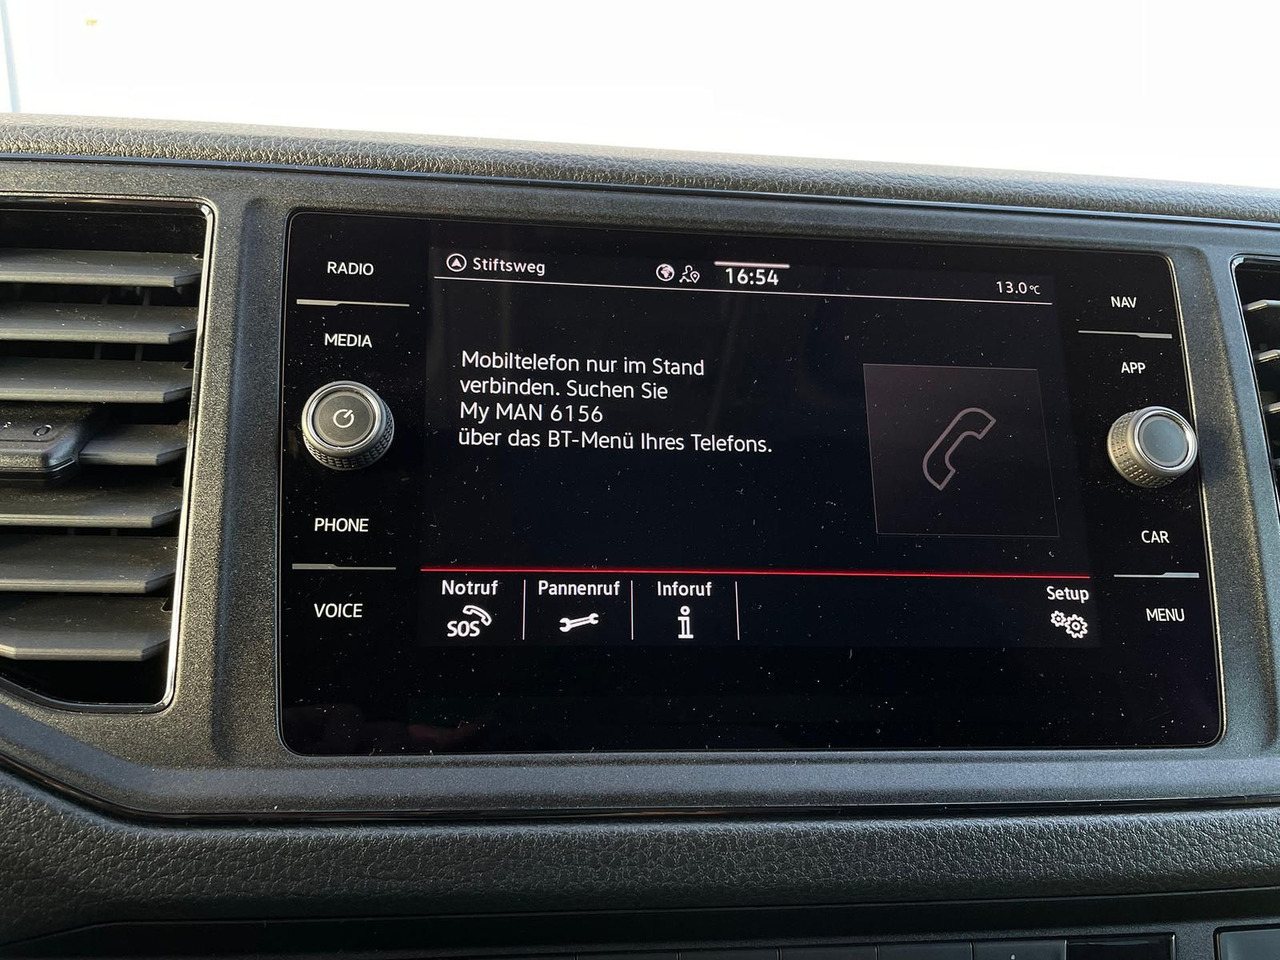 RADIO
MEDIA
PHONE
VOICE
Stiftsweg
16:54
13.0°C
Mobiltelefon nur im Stand
verbinden. Suchen Sie
My MAN 6156
über das BT-Menü Ihres Telefons.
Notruf
SOS
Pannenruf
Inforuf
i
Setup
NAV
APP
CAR
MENU